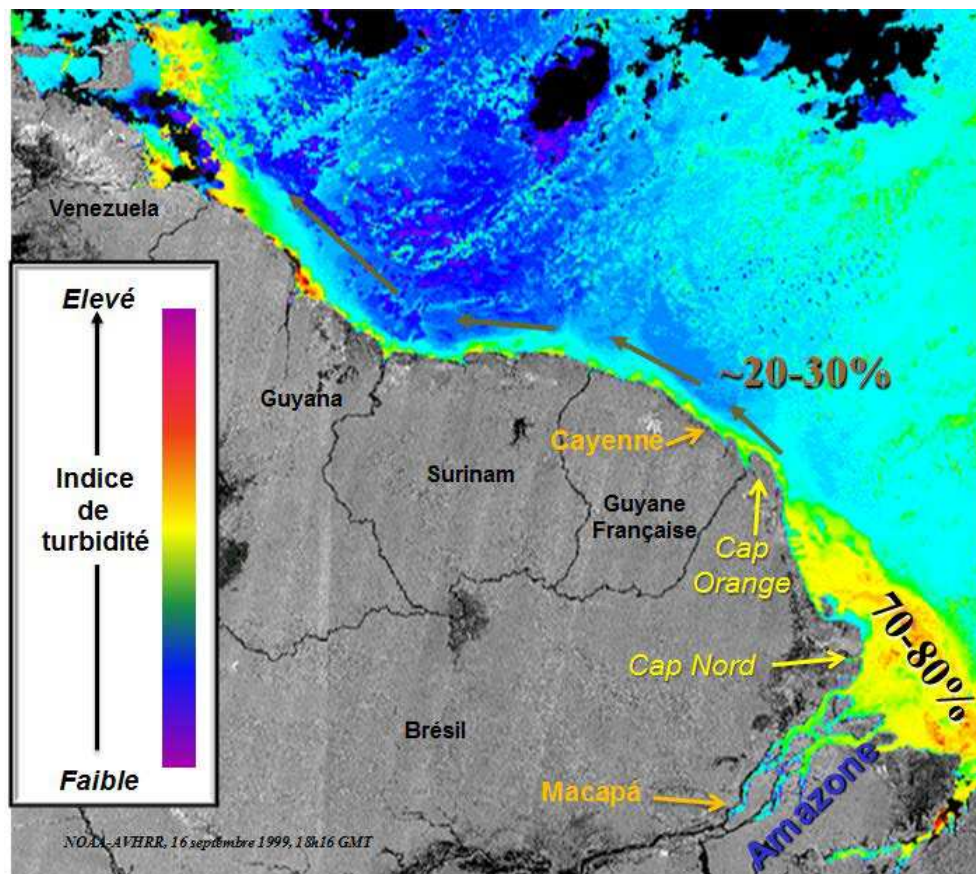 Venezuela
Elevé
Indice
de
turbidité
Faible
Guyana
Surinam
Guyane
Française
Cayenne
~20-30%
Cap
Orange
Cap Nord
70-80%
Brésil
Macapá
Amazone
NOAA-AVHRR, 16 septembre 1999, 18h16 GMT